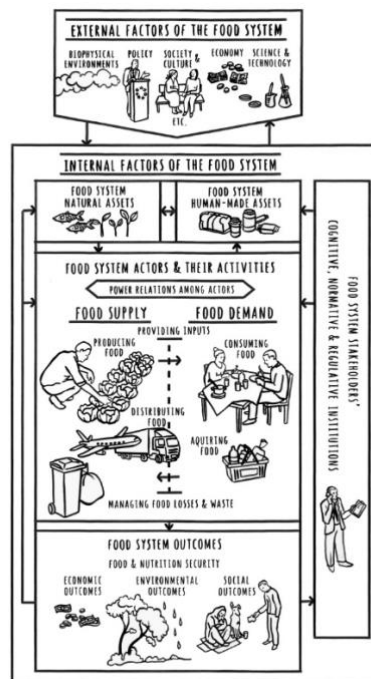 EXTERNAL FACTORS OF THE FOOD SYSTEM
BIOPHYSICAL
ENVIRONMENTS
POLICY
SOCIETY &
CULTURE
ECONOMY
SCIENCE &
TECHNOLOGY
ETC.
INTERNAL FACTORS OF THE FOOD SYSTEM
FOOD SYSTEM
NATURAL ASSETS
FOOD SYSTEM
HUMAN-MADE ASSETS
FOOD SYSTEM ACTORS & THEIR ACTIVITIES
POWER RELATIONS AMONG ACTORS
FOOD SUPPLY
FOOD DEMAND
PROVIDING INPUTS
PRODUCING
FOOD
CONSUMING
FOOD
DISTRIBUTING
FOOD
AQUIRING
FOOD
MANAGING FOOD LOSSES & WASTE
FOOD SYSTEM OUTCOMES
FOOD & NUTRITION SECURITY
ECONOMIC
OUTCOMES
ENVIRONMENTAL
OUTCOMES
SOCIAL
OUTCOMES
FOOD SYSTEM STAKEHOLDERS'
COGNITIVE, NORMATIVE & REGULATIVE INSTITUTIONS